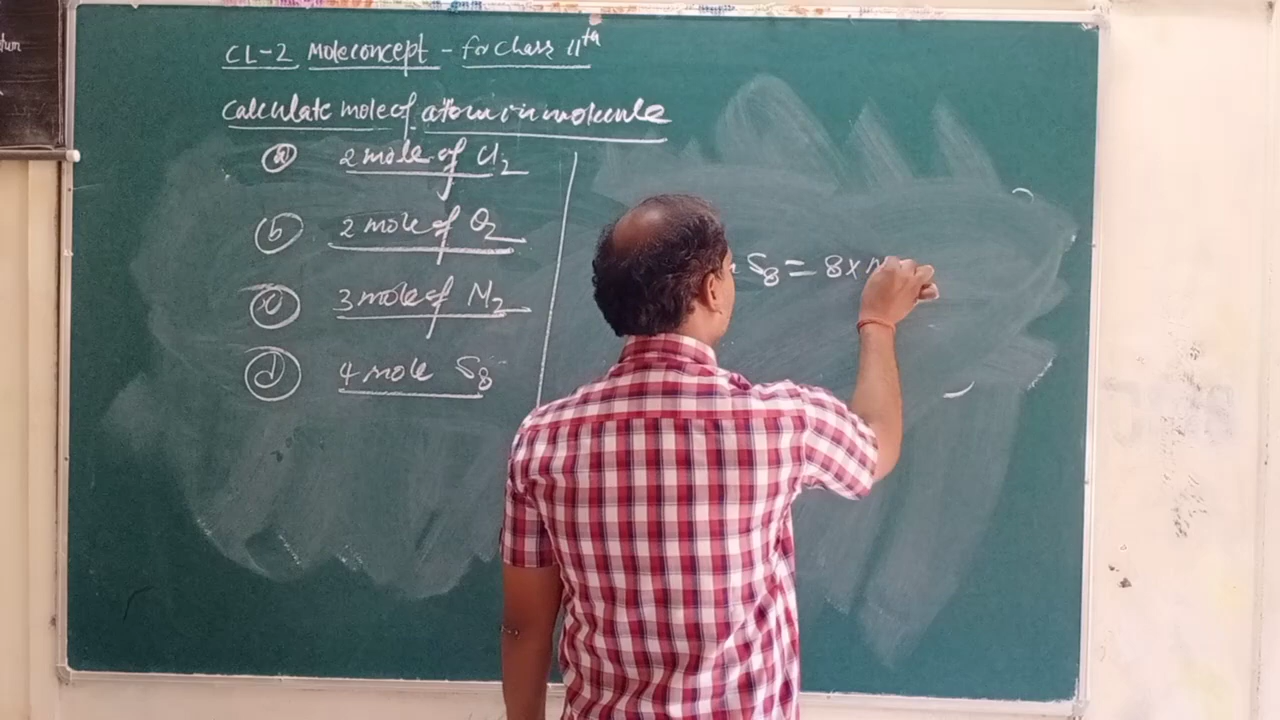 CL-2 Moleconcept - for Class 11th
Calculate mole of atom in molecule
(a) 2 mole of Cl2
(b) 2 mole of O2
(c) 3 mole of N2
(d) 4 mole S8
S8 = 8 x